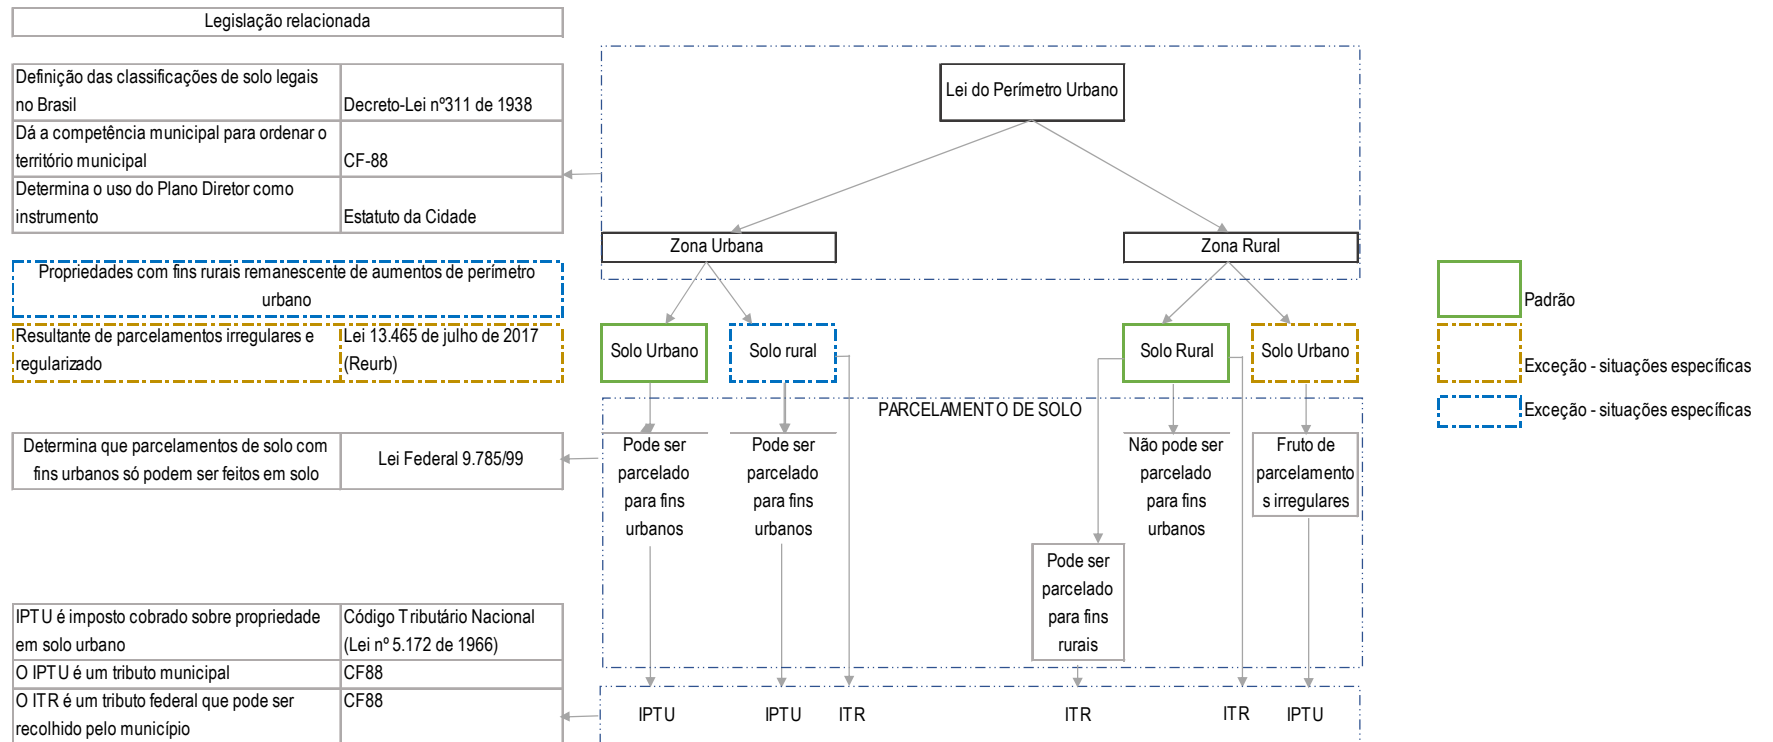 Legislação relacionada
Definição das classificações de solo legais
no Brasil
Decreto-Lei nº311 de 1938
Dá a competência municipal para ordenar o
território municipal
CF-88
Determina o uso do Plano Diretor como
instrumento
Estatuto da Cidade
Propriedades com fins rurais remanescente de aumentos de perímetro
urbano
Resultante de parcelamentos irregulares e
regularizado
Lei 13.465 de julho de 2017
(Reurb)
Determina que parcelamentos de solo com
fins urbanos só podem ser feitos em solo
Lei Federal 9.785/99
IPTU é imposto cobrado sobre propriedade
em solo urbano
Código Tributário Nacional
(Lei nº 5.172 de 1966)
O IPTU é um tributo municipal
CF88
O ITR é um tributo federal que pode ser
recolhido pelo município
CF88
Lei do Perímetro Urbano
Zona Urbana
Zona Rural
Solo Urbano
Solo rural
Solo Rural
Solo Urbano
PARCELAMENTO DE SOLO
Pode ser
parcelado
para fins
urbanos
Pode ser
parcelado
para fins
urbanos
Não pode ser
parcelado
para fins
urbanos
Fruto de
parcelamento
s irregulares
Pode ser
parcelado
para fins
rurais
IPTU
IPTU
ITR
ITR
ITR
IPTU
Padrão
Exceção - situações específicas
Exceção - situações específicas